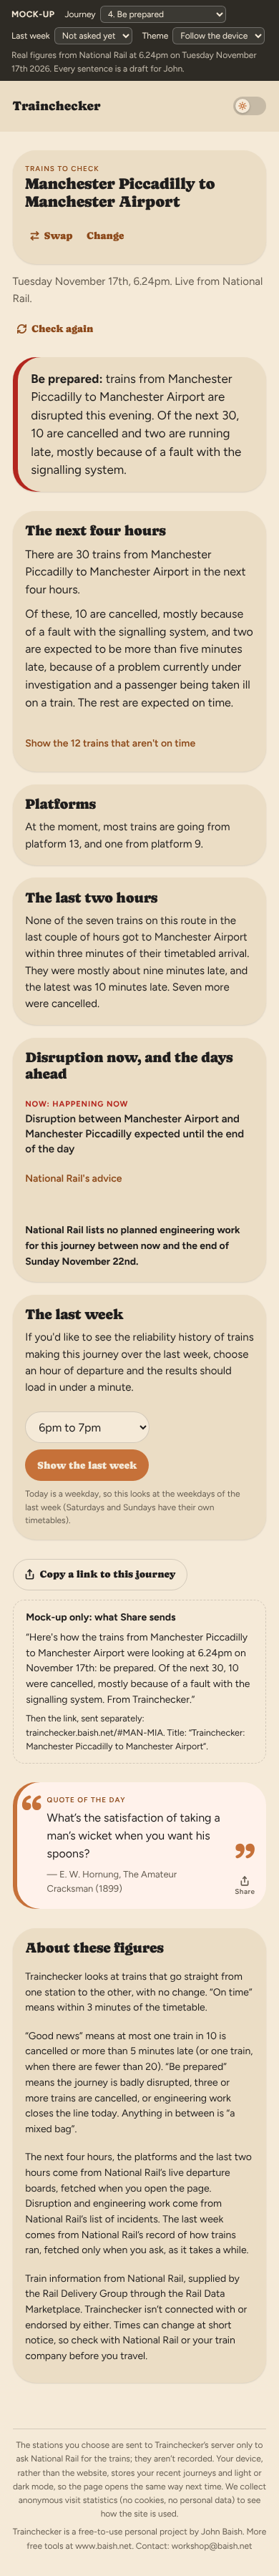 MOCK-UP Journey 4. Be prepared
Last week Not asked yet Theme Follow the device
Real figures from National Rail at 6.24pm on Tuesday November
17th 2026. Every sentence is a draft for John.
Trainchecker
TRAINS TO CHECK
Manchester Piccadilly to
Manchester Airport
Swap Change
Tuesday November 17th, 6.24pm. Live from National
Rail.
Check again
Be prepared: trains from Manchester
Piccadilly to Manchester Airport are
disrupted this evening. Of the next 30,
10 are cancelled and two are running
late, mostly because of a fault with the
signalling system.
The next four hours
There are 30 trains from Manchester
Piccadilly to Manchester Airport in the next
four hours.
Of these, 10 are cancelled, mostly because
of a fault with the signalling system, and two
are expected to be more than five minutes
late, because of a problem currently under
investigation and a passenger being taken ill
on a train. The rest are expected on time.
Show the 12 trains that aren't on time
Platforms
At the moment, most trains are going from
platform 13, and one from platform 9.
The last two hours
None of the seven trains on this route in the
last couple of hours got to Manchester Airport
within three minutes of their timetabled arrival.
They were mostly about nine minutes late, and
the latest was 10 minutes late. Seven more
were cancelled.
Disruption now, and the days
ahead
NOW: HAPPENING NOW
Disruption between Manchester Airport and
Manchester Piccadilly expected until the end
of the day
National Rail's advice
National Rail lists no planned engineering work
for this journey between now and the end of
Sunday November 22nd.
The last week
If you'd like to see the reliability history of trains
making this journey over the last week, choose
an hour of departure and the results should
load in under a minute.
6pm to 7pm
Show the last week
Today is a weekday, so this looks at the weekdays of the
last week (Saturdays and Sundays have their own
timetables).
Copy a link to this journey
Mock-up only: what Share sends
“Here's how the trains from Manchester Piccadilly
to Manchester Airport were looking at 6.24pm on
November 17th: be prepared. Of the next 30, 10
were cancelled, mostly because of a fault with the
signalling system. From Trainchecker.”
Then the link, sent separately:
trainchecker.baish.net/#MAN-MIA. Title: “Trainchecker:
Manchester Piccadilly to Manchester Airport”.
QUOTE OF THE DAY
What’s the satisfaction of taking a
man’s wicket when you want his
spoons?
— E. W. Hornung, The Amateur
Cracksman (1899)
Share
About these figures
Trainchecker looks at trains that go straight from
one station to the other, with no change. “On time”
means within 3 minutes of the timetable.
“Good news” means at most one train in 10 is
cancelled or more than 5 minutes late (or one train,
when there are fewer than 20). “Be prepared”
means the journey is badly disrupted, three or
more trains are cancelled, or engineering work
closes the line today. Anything in between is “a
mixed bag”.
The next four hours, the platforms and the last two
hours come from National Rail’s live departure
boards, fetched when you open the page.
Disruption and engineering work come from
National Rail’s list of incidents. The last week
comes from National Rail’s record of how trains
ran, fetched only when you ask, as it takes a while.
Train information from National Rail, supplied by
the Rail Delivery Group through the Rail Data
Marketplace. Trainchecker isn’t connected with or
endorsed by either. Times can change at short
notice, so check with National Rail or your train
company before you travel.
The stations you choose are sent to Trainchecker’s server only to
ask National Rail for the trains; they aren’t recorded. Your device,
rather than the website, stores your recent journeys and light or
dark mode, so the page opens the same way next time. We collect
anonymous visit statistics (no cookies, no personal data) to see
how the site is used.
Trainchecker is a free-to-use personal project by John Baish. More
free tools at www.baish.net. Contact: workshop@baish.net